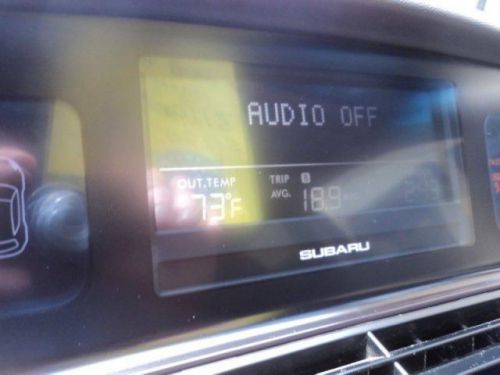 AUDIO OFF
OUT.TEMP TRIP B
73°F AVG. 18.9
SUBARU